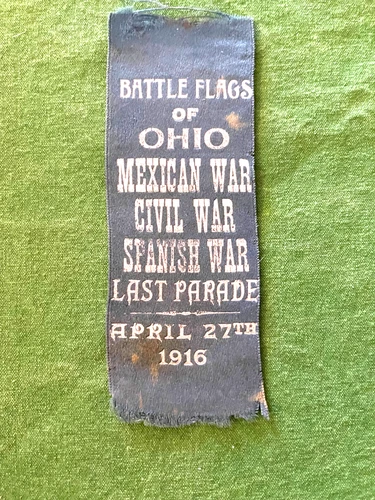 BATTLE FLAGS
OF
OHIO
MEXICAN WAR
CIVIL WAR
SPANISH WAR
LAST PARADE
APRIL 27TH
1916